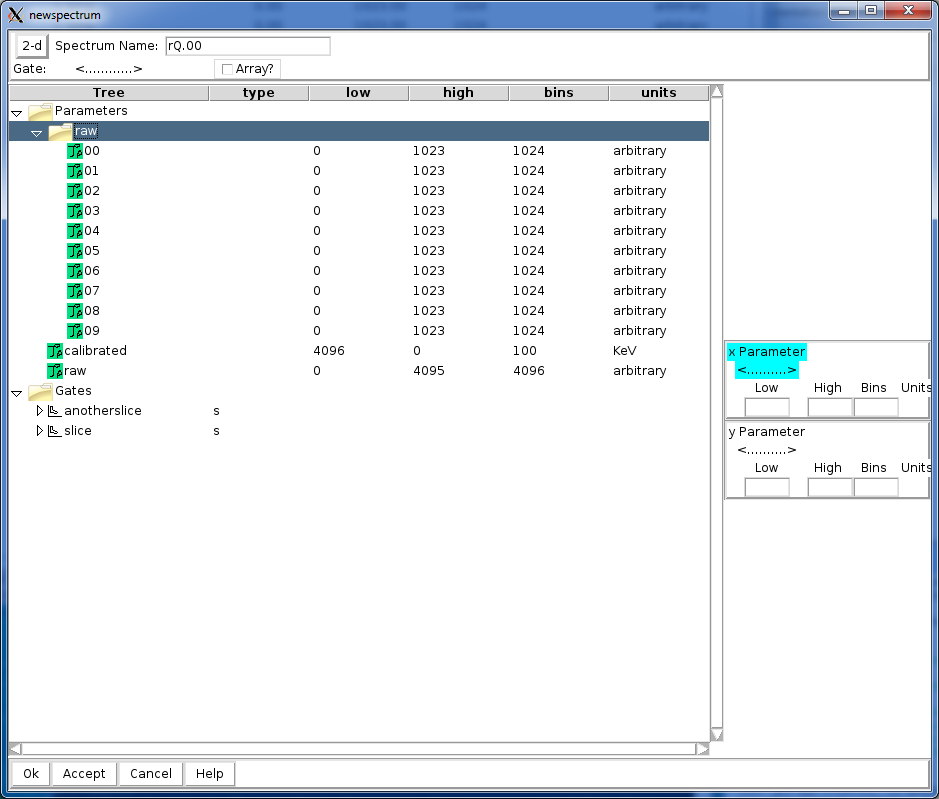 newspectrum
2-d Spectrum Name: rQ.00
Gate: <............> Array?
Tree type low high bins units
Parameters
raw
00 0 1023 1024 arbitrary
01 0 1023 1024 arbitrary
02 0 1023 1024 arbitrary
03 0 1023 1024 arbitrary
04 0 1023 1024 arbitrary
05 0 1023 1024 arbitrary
06 0 1023 1024 arbitrary
07 0 1023 1024 arbitrary
08 0 1023 1024 arbitrary
09 0 1023 1024 arbitrary
calibrated 4096 0 100 KeV
raw 0 4095 4096 arbitrary
Gates
anotherslice s
slice s
x Parameter
<..........>
Low High Bins Units
y Parameter
<..........>
Low High Bins Units
Ok Accept Cancel Help